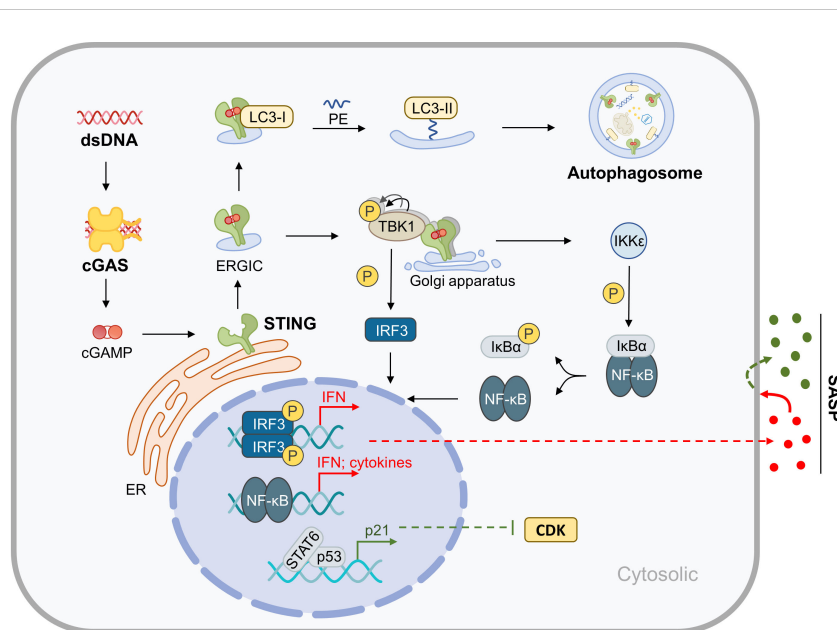 LC3-I
PE
LC3-II
dsDNA
Autophagosome
P
TBK1
cGAS
ERGIC
IKKε
P
Golgi apparatus
P
STING
IRF3
cGAMP
P
IκBα
IκBα
NF-κB
NF-κB
SASP
IFN
P
IRF3
IRF3
P
IFN; cytokines
ER
NF-κB
p21
CDK
STAT6
p53
Cytosolic